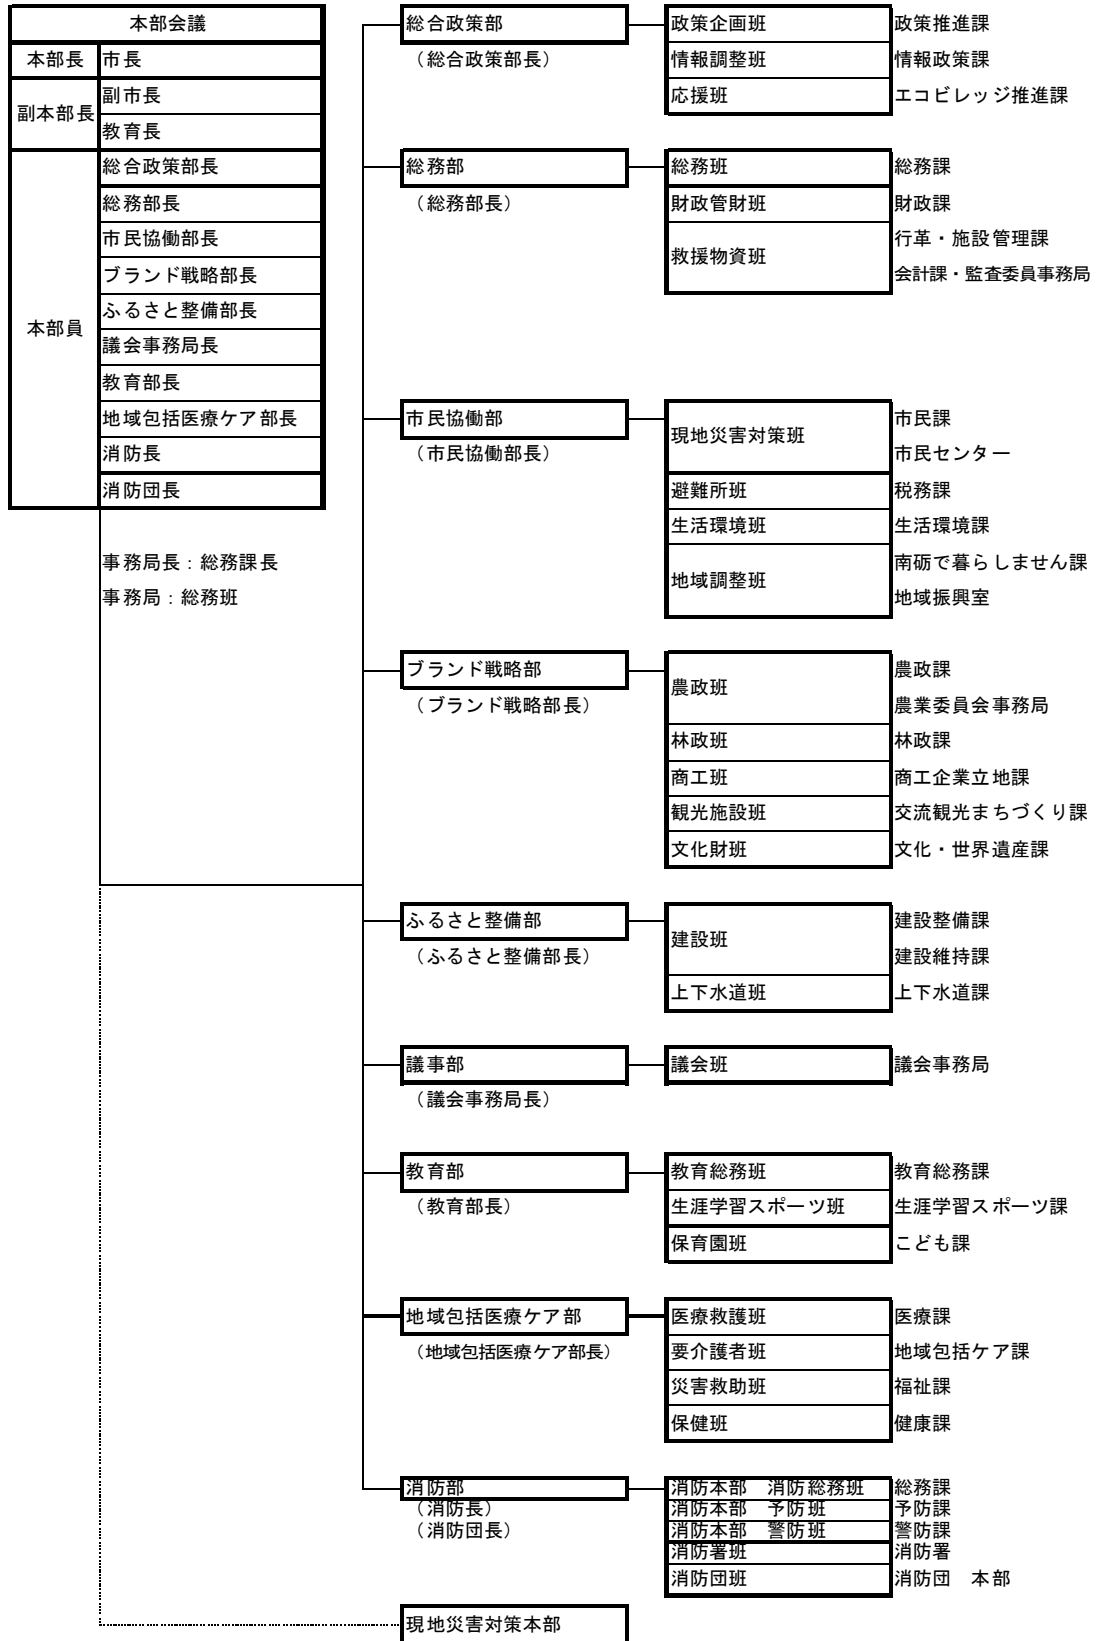 本部会議
本部長 市長
副本部長
副市長
教育長
本部員
総合政策部長
総務部長
市民協働部長
ブランド戦略部長
ふるさと整備部長
議会事務局長
教育部長
地域包括医療ケア部長
消防長
消防団長
事務局長：総務課長
事務局：総務班
総合政策部 政策企画班 政策推進課
（総合政策部長） 情報調整班 情報政策課
応援班 エコビレッジ推進課
総務部 総務班 総務課
（総務部長） 財政管財班 財政課
救援物資班
行革・施設管理課
会計課・監査委員事務局
市民協働部
（市民協働部長）
現地災害対策班
市民課
市民センター
避難所班 税務課
生活環境班 生活環境課
地域調整班
南砺で暮らしません課
地域振興室
ブランド戦略部
（ブランド戦略部長）
農政班
農政課
農業委員会事務局
林政班 林政課
商工班 商工企業立地課
観光施設班 交流観光まちづくり課
文化財班 文化・世界遺産課
ふるさと整備部
（ふるさと整備部長）
建設班
建設整備課
建設維持課
上下水道班 上下水道課
議事部 議会班 議会事務局
（議会事務局長）
教育部 教育総務班 教育総務課
（教育部長） 生涯学習スポーツ班 生涯学習スポーツ課
保育園班 こども課
地域包括医療ケア部 医療救護班 医療課
（地域包括医療ケア部長） 要介護者班 地域包括ケア課
災害救助班 福祉課
保健班 健康課
消防部 消防本部　消防総務班 総務課
（消防長） 消防本部　予防班 予防課
（消防団長） 消防本部　警防班 警防課
消防署班 消防署
消防団班 消防団　本部
現地災害対策本部